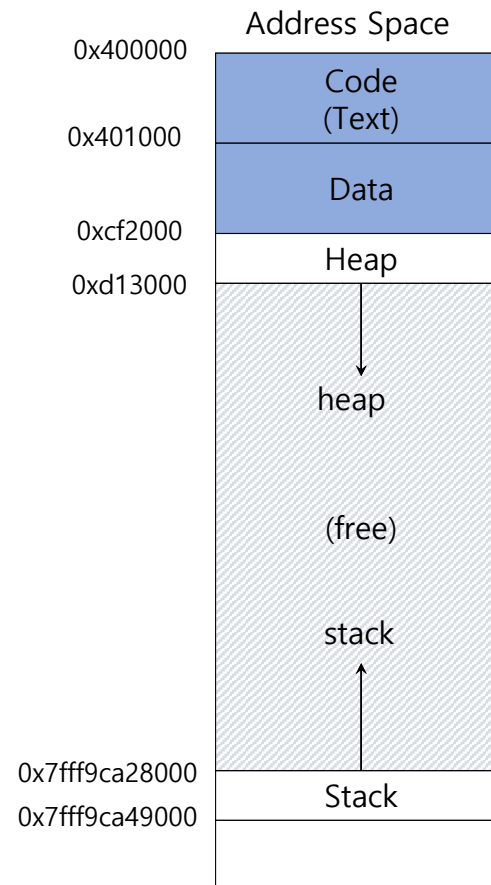 Address Space
0x400000
Code
(Text)
0x401000
Data
0xcf2000
Heap
0xd13000
heap
(free)
stack
0x7fff9ca28000
Stack
0x7fff9ca49000